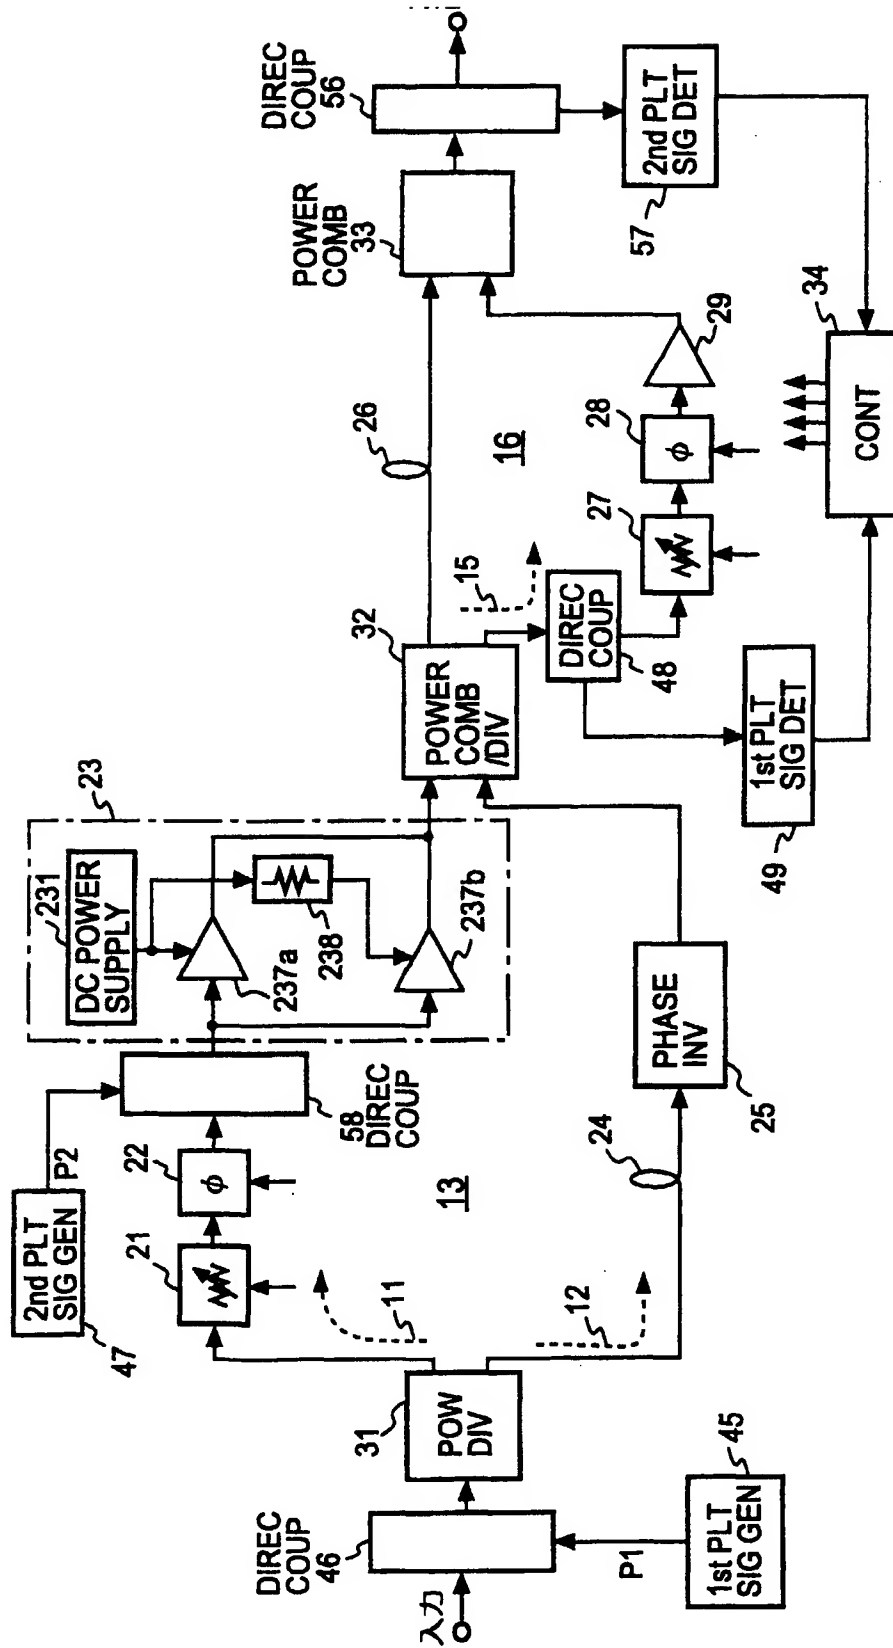 入力
DIREC
COUP
46
1st PLT
SIG GEN
45
P1
POW
DIV
31
11
12
13
2nd PLT
SIG GEN
47
P2
21
22
φ
58
DIREC
COUP
23
DC POWER
SUPPLY
231
237a
238
237b
24
PHASE
INV
25
POWER
COMB
/DIV
32
15
16
DIREC
COUP
48
1st PLT
SIG DET
49
26
27
28
φ
29
POWER
COMB
33
DIREC
COUP
56
2nd PLT
SIG DET
57
CONT
34